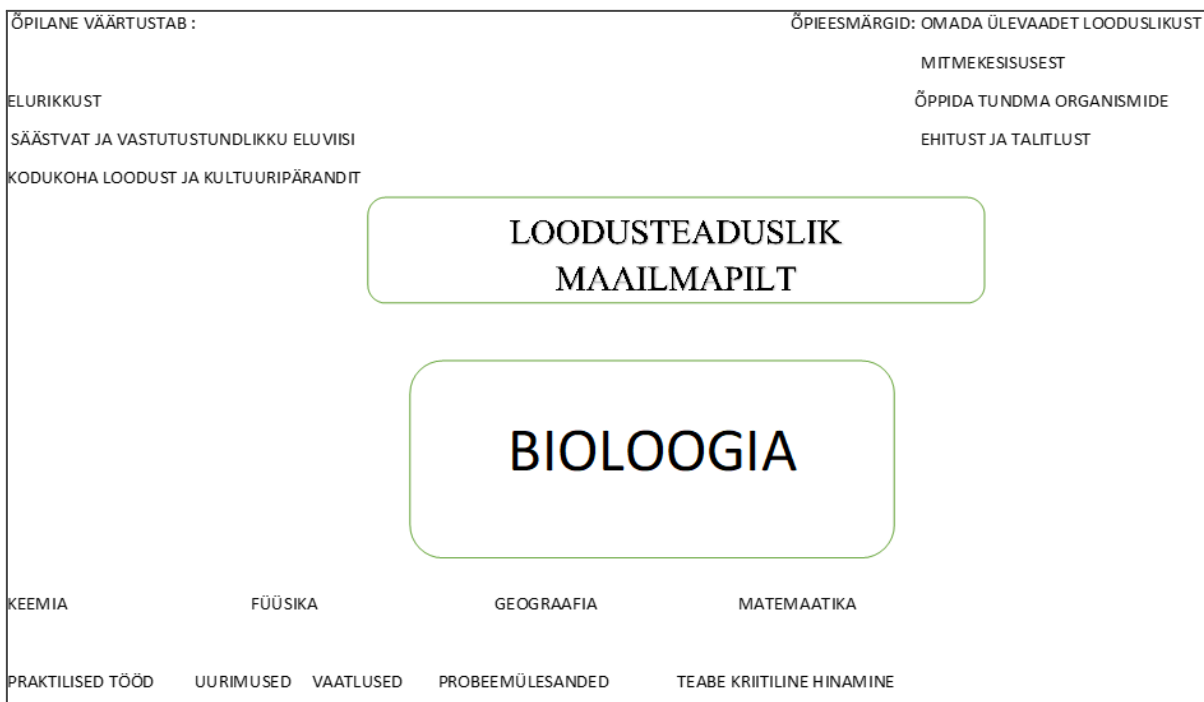 ÕPILANE VÄÄRTUSTAB : ÕPIEESMÄRGID: OMADA ÜLEVAADET LOODUSLIKUST
MITMEKESISUSEST
ELURIKKUST ÕPPIDA TUNDMA ORGANISMIDE
SÄÄSTVAT JA VASTUTUSTUNDLIKKU ELUVIISI EHITUST JA TALITLUST
KODUKOHA LOODUST JA KULTUURIPÄRANDIT
LOODUSTEADUSLIK
MAAILMAPILT
BIOLOOGIA
KEEMIA FÜÜSIKA GEOGRAAFIA MATEMAATIKA
PRAKTILISED TÖÖD UURIMUSED VAATLUSED PROBEEMÜLESANDED TEABE KRIITILINE HINAMINE